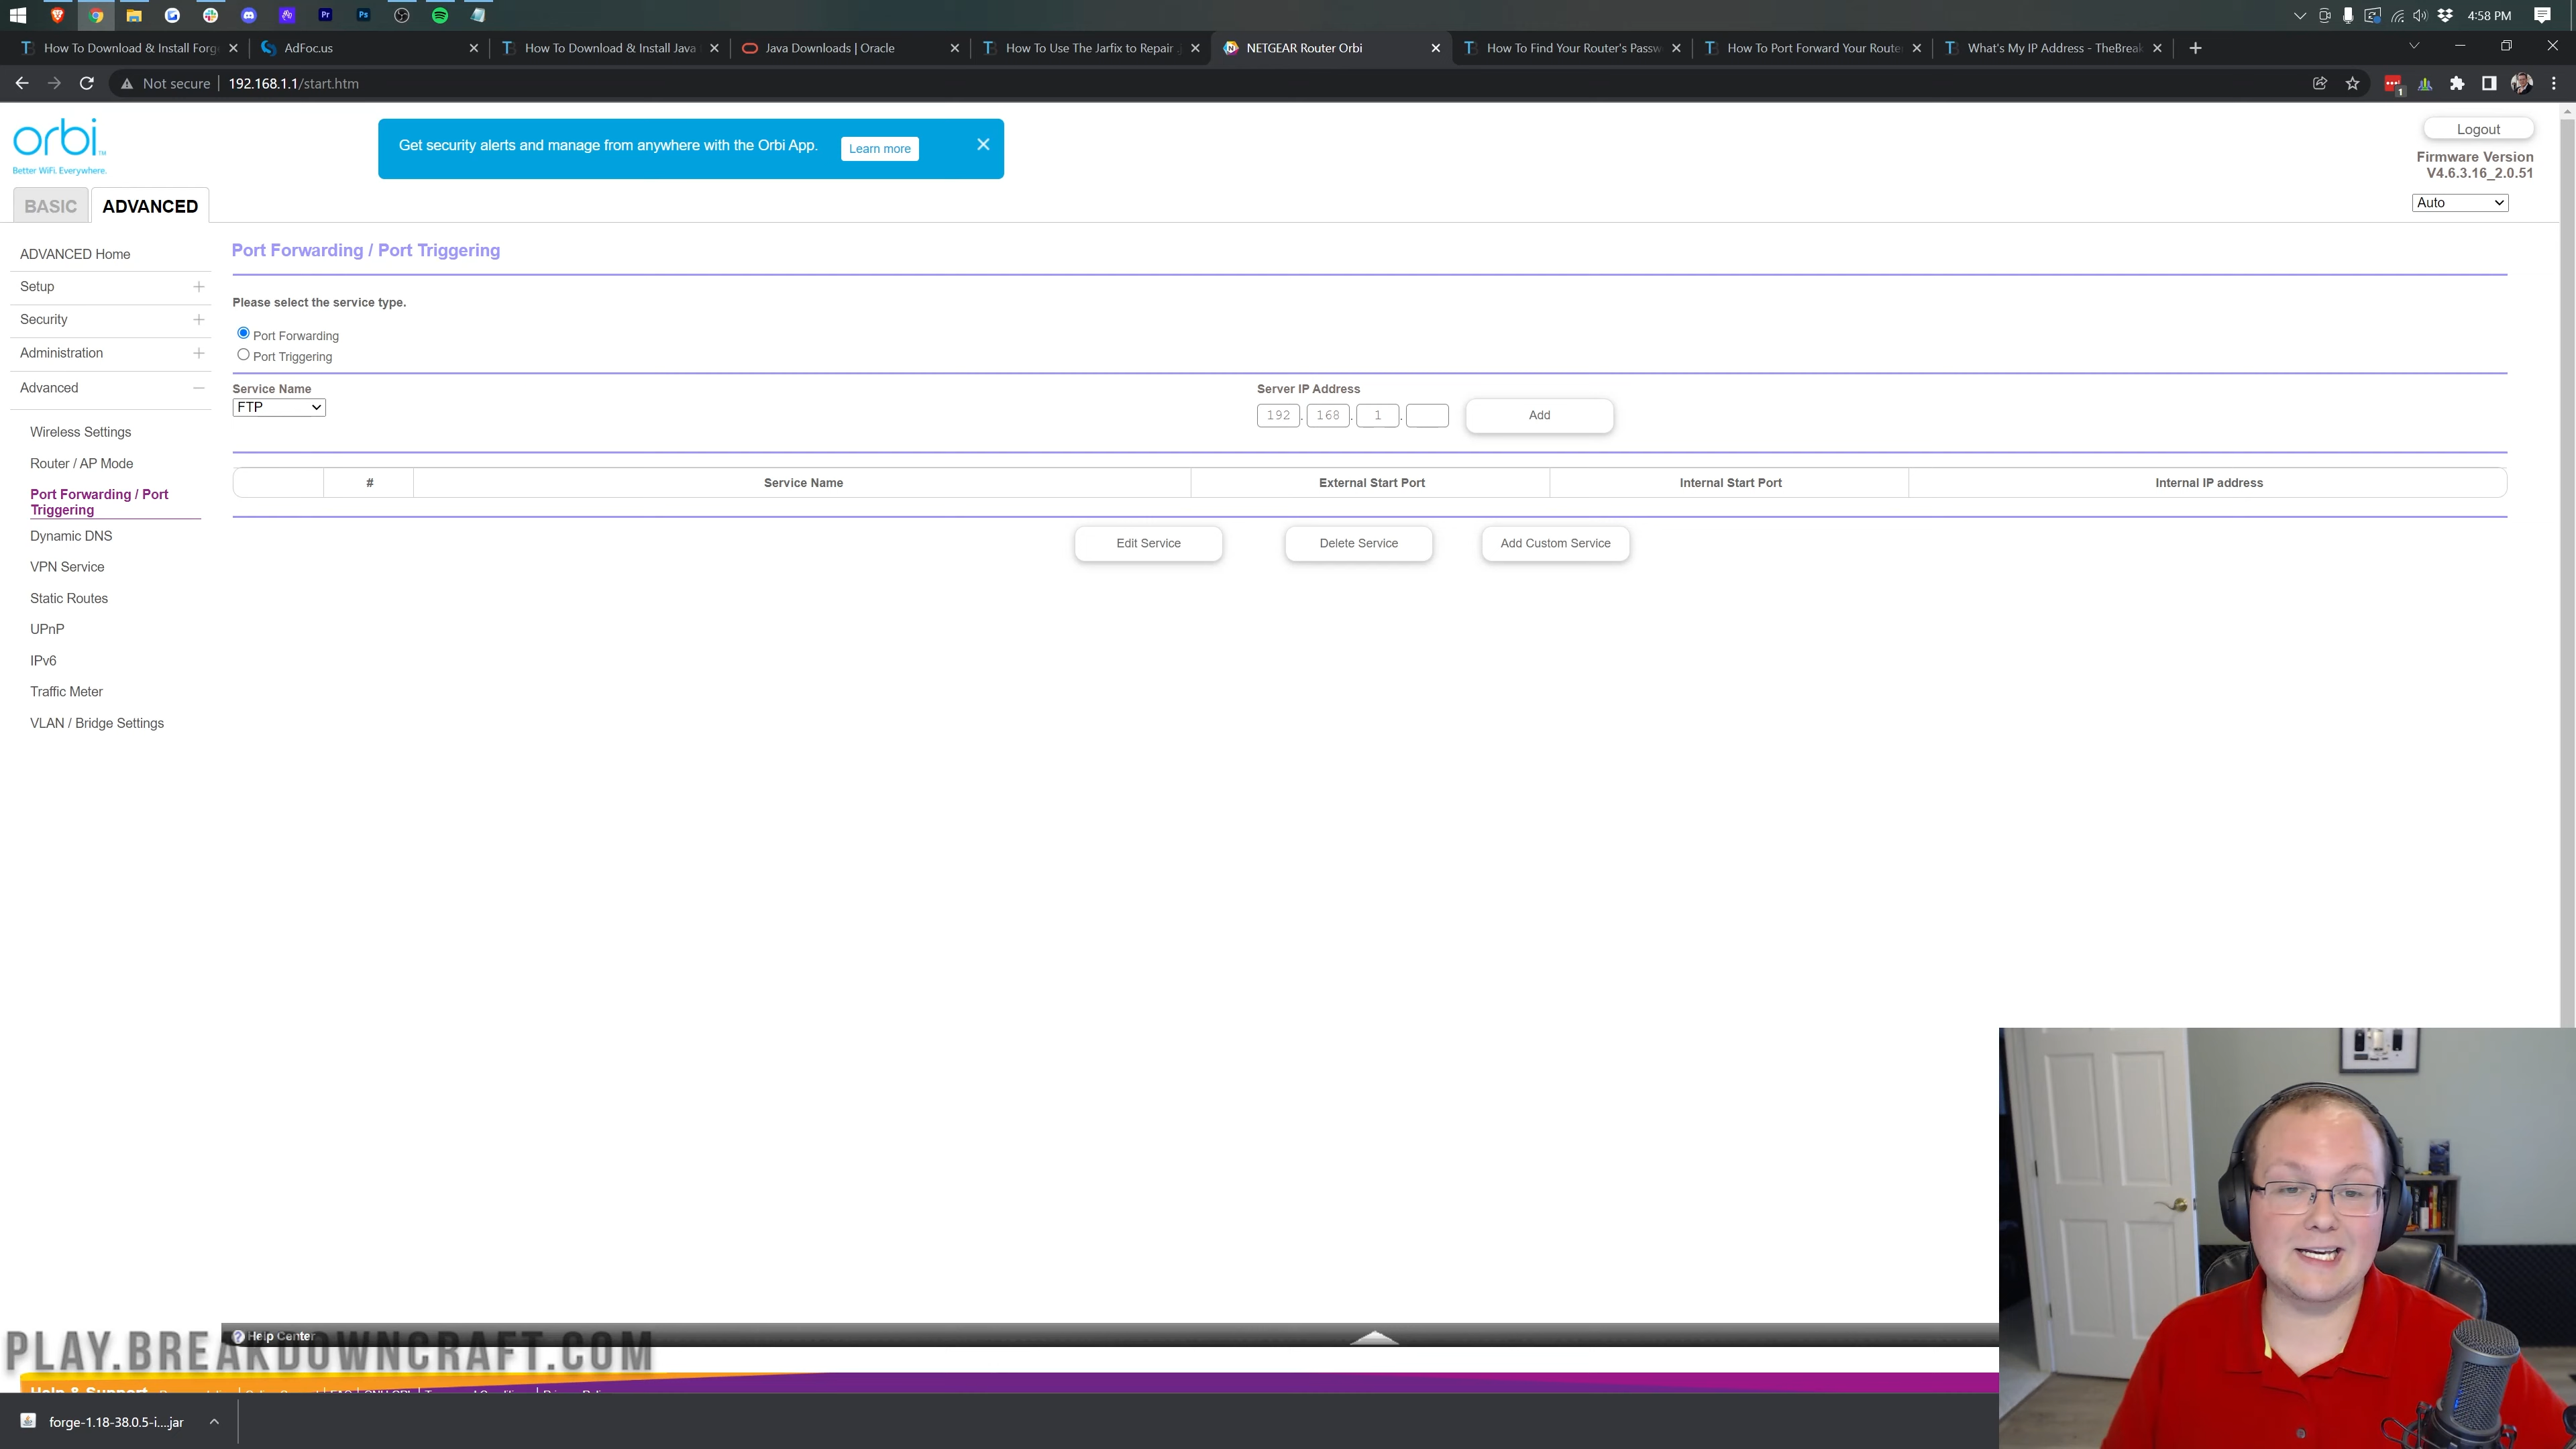 4:58 PM
How To Download & Install Forg
AdFoc.us
How To Download & Install Java
Java Downloads | Oracle
How To Use The Jarfix to Repair .j
NETGEAR Router Orbi
How To Find Your Router's Passw
How To Port Forward Your Router
What's My IP Address - TheBreak
Not secure
192.168.1.1/start.htm
1
orbi
Better WiFi. Everywhere.
Get security alerts and manage from anywhere with the Orbi App.
Learn more
Logout
Firmware Version
V4.6.3.16_2.0.51
Auto
BASIC
ADVANCED
ADVANCED Home
Setup
Security
Administration
Advanced
Wireless Settings
Router / AP Mode
Port Forwarding / Port
Triggering
Dynamic DNS
VPN Service
Static Routes
UPnP
IPv6
Traffic Meter
VLAN / Bridge Settings
Port Forwarding / Port Triggering
Please select the service type.
Port Forwarding
Port Triggering
Service Name
FTP
Server IP Address
192 . 168 . 1 .
Add
# Service Name External Start Port Internal Start Port Internal IP address
Edit Service
Delete Service
Add Custom Service
Help Center
PLAY.BREAKDOWNCRAFT.COM
Help & Support
forge-1.18-38.0.5-i....jar